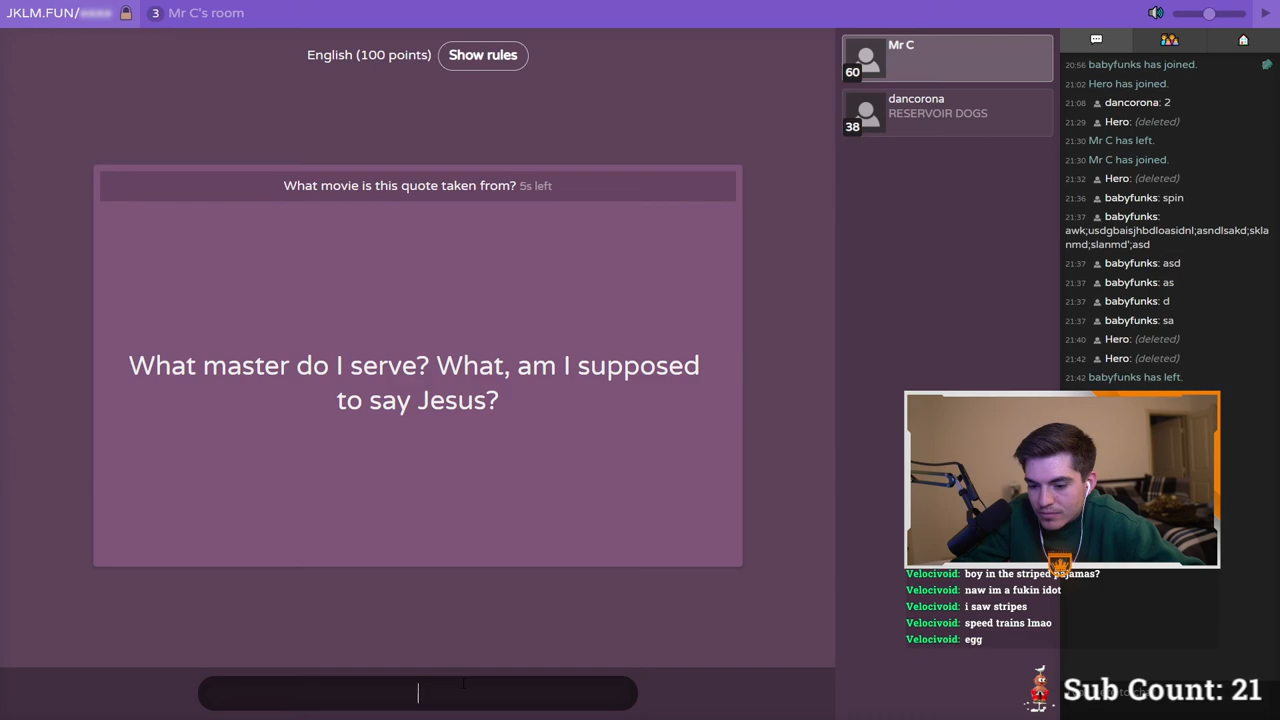 JKLM.FUN/
3 Mr C's room
English (100 points) Show rules
What movie is this quote taken from? 5s left
What master do I serve? What, am I supposed
to say Jesus?
Mr C
60
dancorona
RESERVOIR DOGS
38
20:56 babyfunks has joined.
21:02 Hero has joined.
21:08 dancorona: 2
21:29 Hero: (deleted)
21:30 Mr C has left.
21:30 Mr C has joined.
21:32 Hero: (deleted)
21:36 babyfunks: spin
21:37 babyfunks:
awk;usdgbaisjhbdloasidnl;asndlsakd;skla
nmd;slanmd';asd
21:37 babyfunks: asd
21:37 babyfunks: as
21:37 babyfunks: d
21:37 babyfunks: sa
21:40 Hero: (deleted)
21:42 Hero: (deleted)
21:42 babyfunks has left.
Velocivoid: boy in the striped pajamas?
Velocivoid: naw im a fukin idot
Velocivoid: i saw stripes
Velocivoid: speed trains lmao
Velocivoid: egg
Sub Count: 21